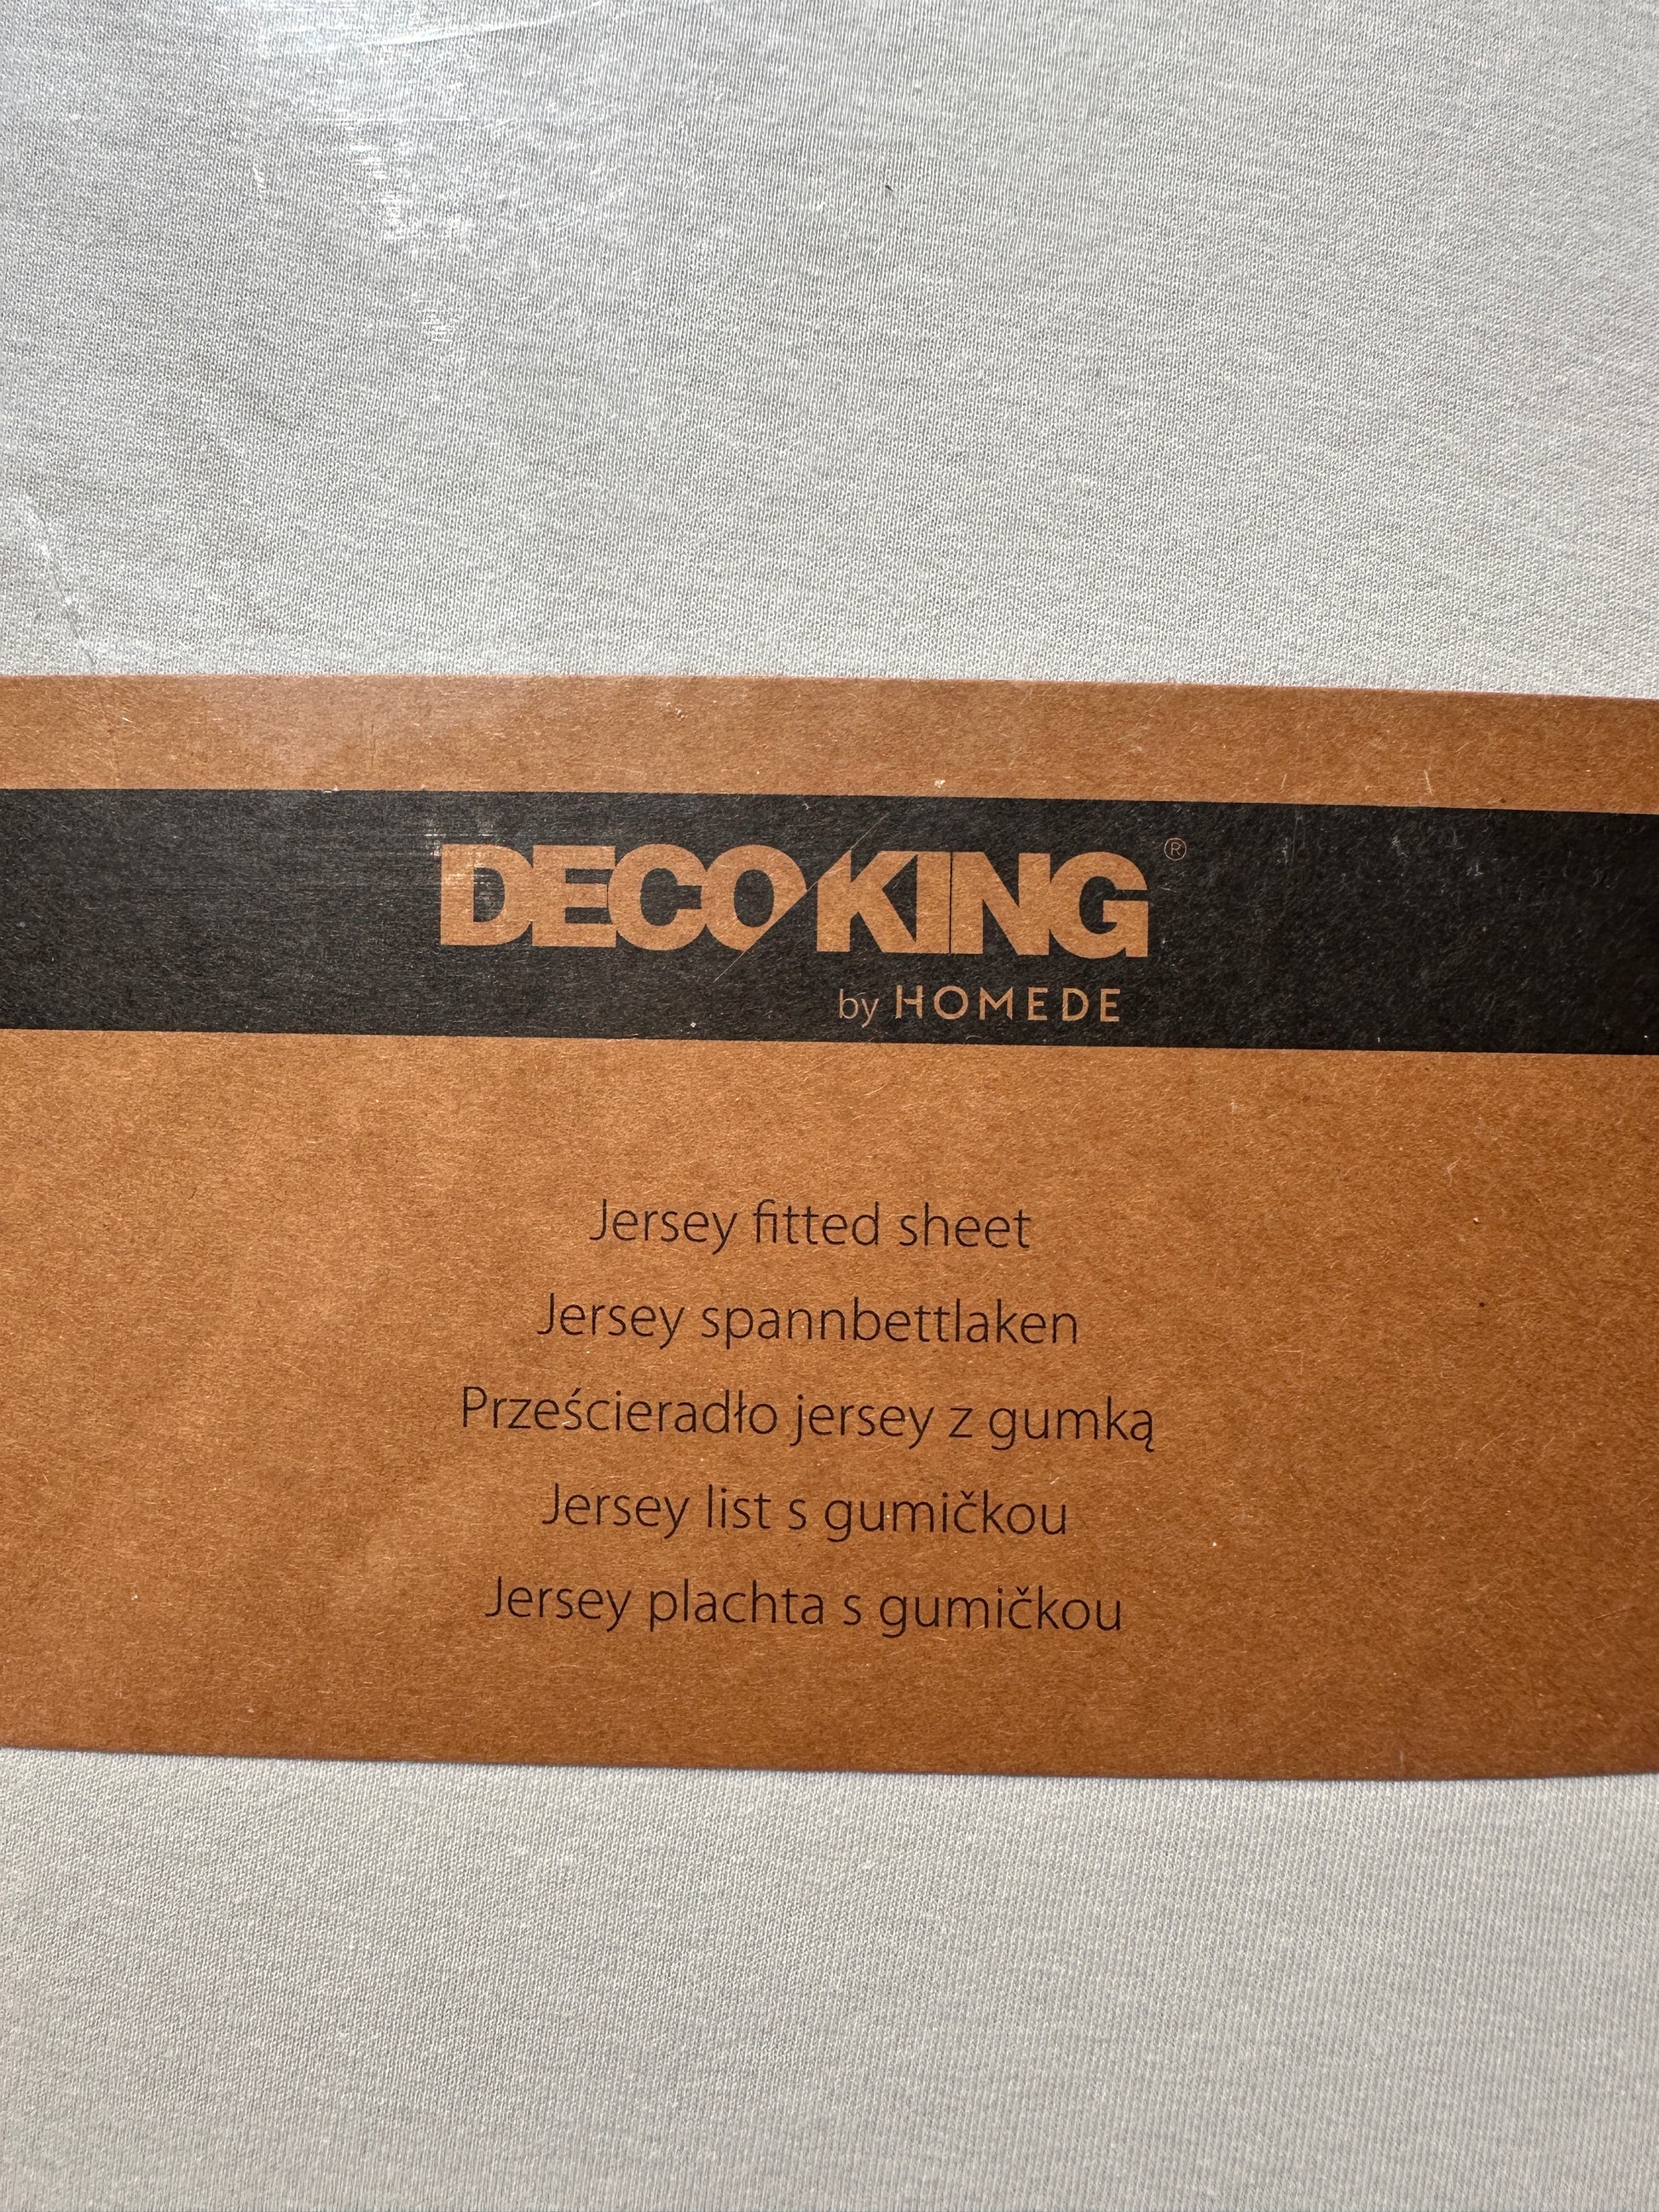 DECOKING®
by HOMEDE
Jersey fitted sheet
Jersey spannbettlaken
Prześcieradło jersey z gumką
Jersey list s gumičkou
Jersey plachta s gumičkou